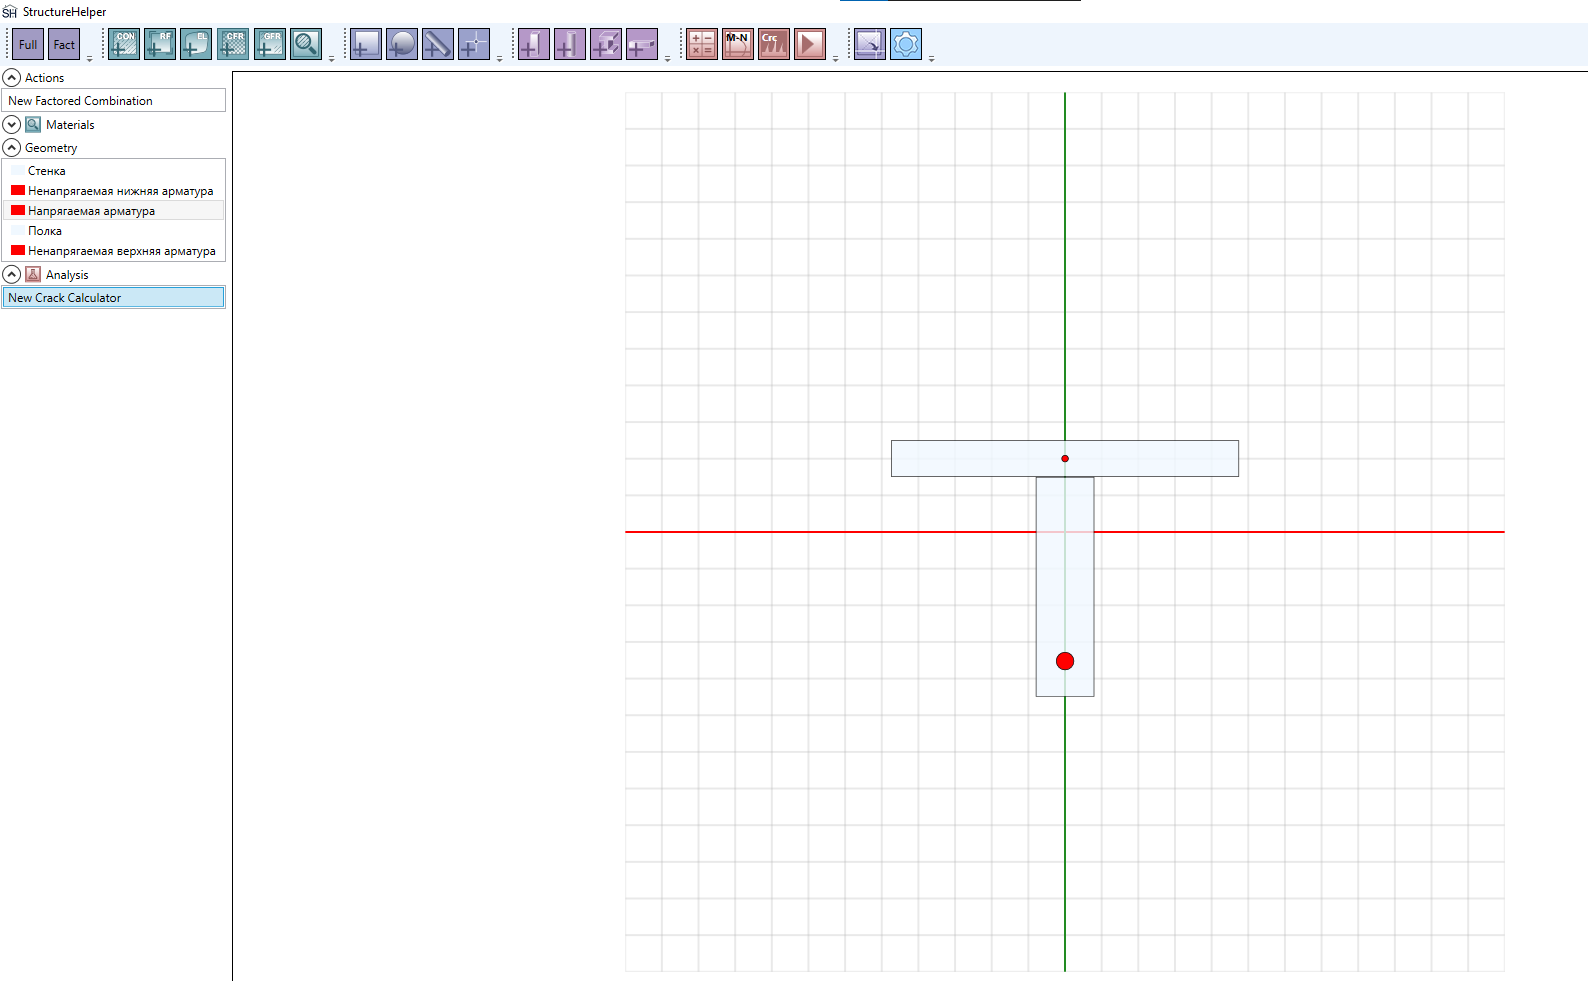 SH StructureHelper
Full Fact CON RF EL CFR GFR M-N Crc
Actions
New Factored Combination
Materials
Geometry
Стенка
Ненапрягаемая нижняя арматура
Напрягаемая арматура
Полка
Ненапрягаемая верхняя арматура
Analysis
New Crack Calculator